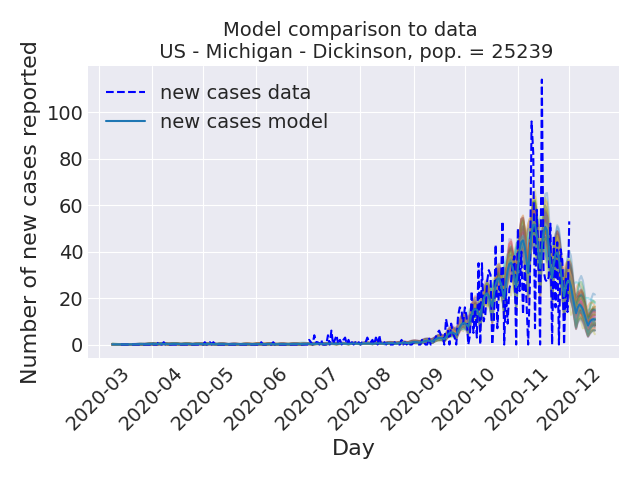 Model comparison to data
US - Michigan - Dickinson, pop. = 25239
Number of new cases reported
100
80
60
40
20
0
new cases data
new cases model
2020-03
2020-04
2020-05
2020-06
2020-07
2020-08
2020-09
2020-10
2020-11
2020-12
Day